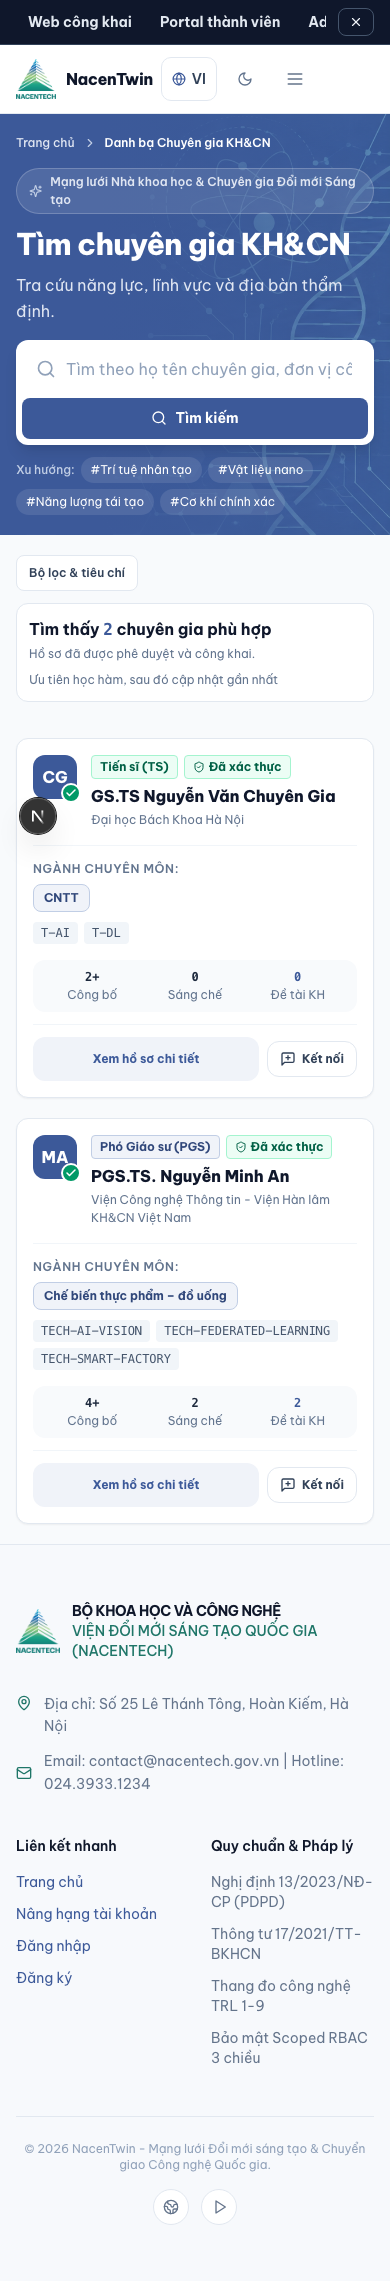 Web công khai Portal thành viên Ad
NACENTECH
NacenTwin VI
Trang chủ Danh bạ Chuyên gia KH&CN
Mạng lưới Nhà khoa học & Chuyên gia Đổi mới Sáng
tạo
Tìm chuyên gia KH&CN
Tra cứu năng lực, lĩnh vực và địa bàn thẩm
định.
Tìm theo họ tên chuyên gia, đơn vị cô
Tìm kiếm
Xu hướng: #Trí tuệ nhân tạo #Vật liệu nano
#Năng lượng tái tạo #Cơ khí chính xác
Bộ lọc & tiêu chí
Tìm thấy 2 chuyên gia phù hợp
Hồ sơ đã được phê duyệt và công khai.
Ưu tiên học hàm, sau đó cập nhật gần nhất
CG
Tiến sĩ (TS) Đã xác thực
GS.TS Nguyễn Văn Chuyên Gia
Đại học Bách Khoa Hà Nội
N
NGÀNH CHUYÊN MÔN:
CNTT
T-AI T-DL
2+ 0 0
Công bố Sáng chế Đề tài KH
Xem hồ sơ chi tiết Kết nối
MA
Phó Giáo sư (PGS) Đã xác thực
PGS.TS. Nguyễn Minh An
Viện Công nghệ Thông tin - Viện Hàn lâm
KH&CN Việt Nam
NGÀNH CHUYÊN MÔN:
Chế biến thực phẩm – đồ uống
TECH-AI-VISION TECH-FEDERATED-LEARNING
TECH-SMART-FACTORY
4+ 2 2
Công bố Sáng chế Đề tài KH
Xem hồ sơ chi tiết Kết nối
NACENTECH
BỘ KHOA HỌC VÀ CÔNG NGHỆ
VIỆN ĐỔI MỚI SÁNG TẠO QUỐC GIA
(NACENTECH)
Địa chỉ: Số 25 Lê Thánh Tông, Hoàn Kiếm, Hà
Nội
Email: contact@nacentech.gov.vn | Hotline:
024.3933.1234
Liên kết nhanh
Trang chủ
Nâng hạng tài khoản
Đăng nhập
Đăng ký
Quy chuẩn & Pháp lý
Nghị định 13/2023/NĐ-
CP (PDPD)
Thông tư 17/2021/TT-
BKHCN
Thang đo công nghệ
TRL 1-9
Bảo mật Scoped RBAC
3 chiều
© 2026 NacenTwin - Mạng lưới Đổi mới sáng tạo & Chuyển
giao Công nghệ Quốc gia.